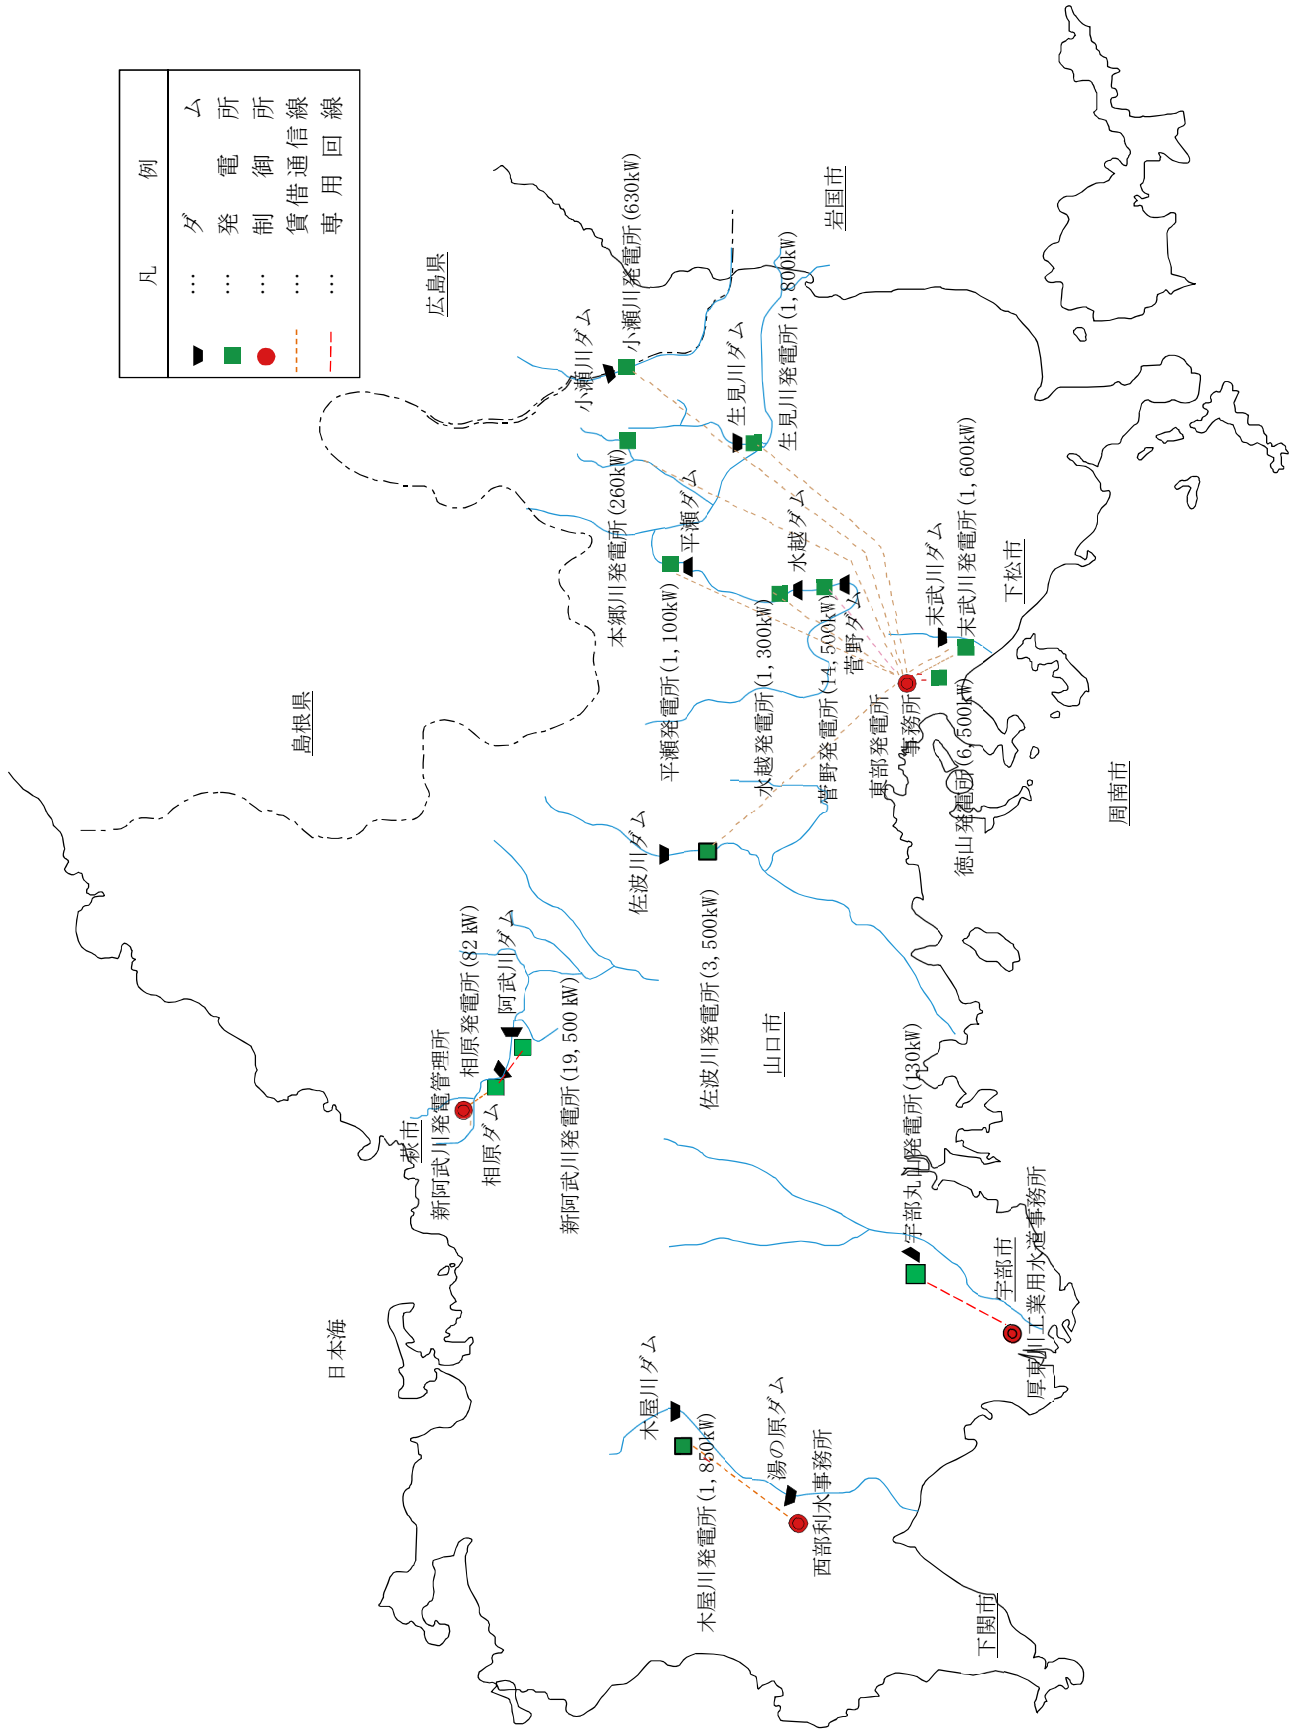 凡例
… ダム
… 発電所
… 制御所
… 賃借通信線
… 専用回線
広島県
島根県
日本海
岩国市
下松市
周南市
山口市
萩市
宇部市
下関市
小瀬川ダム
小瀬川発電所(630kW)
生見川ダム
生見川発電所(1,800kW)
本郷川発電所(260kW)
平瀬ダム
平瀬発電所(1,100kW)
水越ダム
水越発電所(1,300kW)
菅野発電所(14,500kW)
菅野ダム
末武川ダム
末武川発電所(1,600kW)
東部発電所
事務所
徳山発電所(6,500kW)
佐波川ダム
佐波川発電所(3,500kW)
阿武川ダム
相原発電所(82kW)
新阿武川発電管理所
相原ダム
新阿武川発電所(19,500kW)
宇部丸山発電所(130kW)
厚東川工業用水道事務所
木屋川ダム
木屋川発電所(1,850kW)
湯の原ダム
西部利水事務所